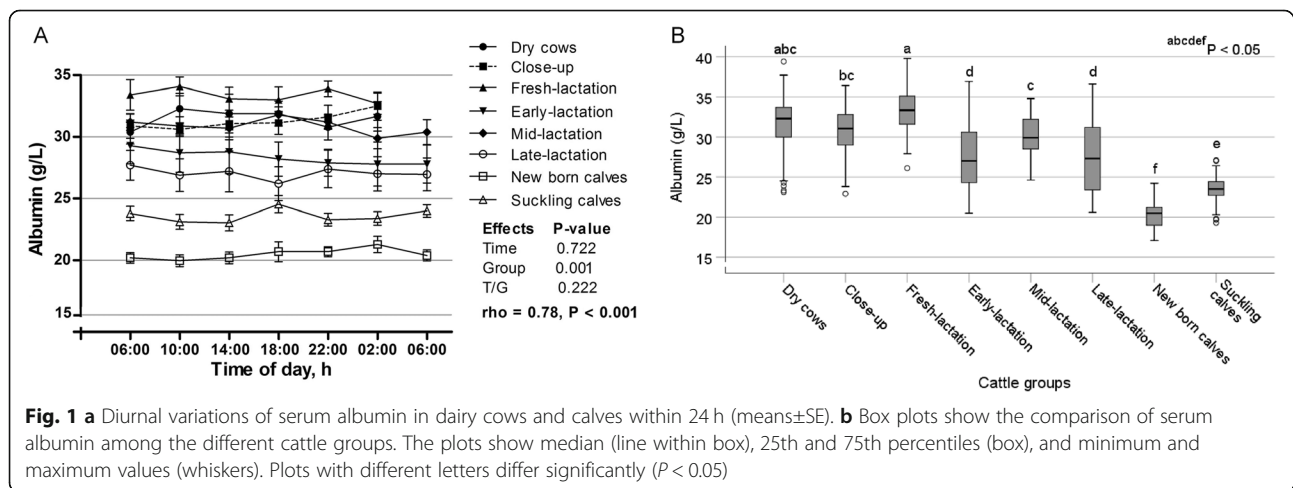 A
Albumin (g/L)
35
30
25
20
15
06:00 10:00 14:00 18:00 22:00 02:00 06:00
Time of day, h
Dry cows
Close-up
Fresh-lactation
Early-lactation
Mid-lactation
Late-lactation
New born calves
Suckling calves
Effects P-value
Time 0.722
Group 0.001
T/G 0.222
rho = 0.78, P < 0.001
B
abcdef P < 0.05
Albumin (g/L)
40
35
30
25
20
15
abc bc a d c d f e
Dry cows
Close-up
Fresh-lactation
Early-lactation
Mid-lactation
Late-lactation
New born calves
Suckling calves
Cattle groups
Fig. 1 a Diurnal variations of serum albumin in dairy cows and calves within 24 h (means±SE). b Box plots show the comparison of serum
albumin among the different cattle groups. The plots show median (line within box), 25th and 75th percentiles (box), and minimum and
maximum values (whiskers). Plots with different letters differ significantly (P < 0.05)